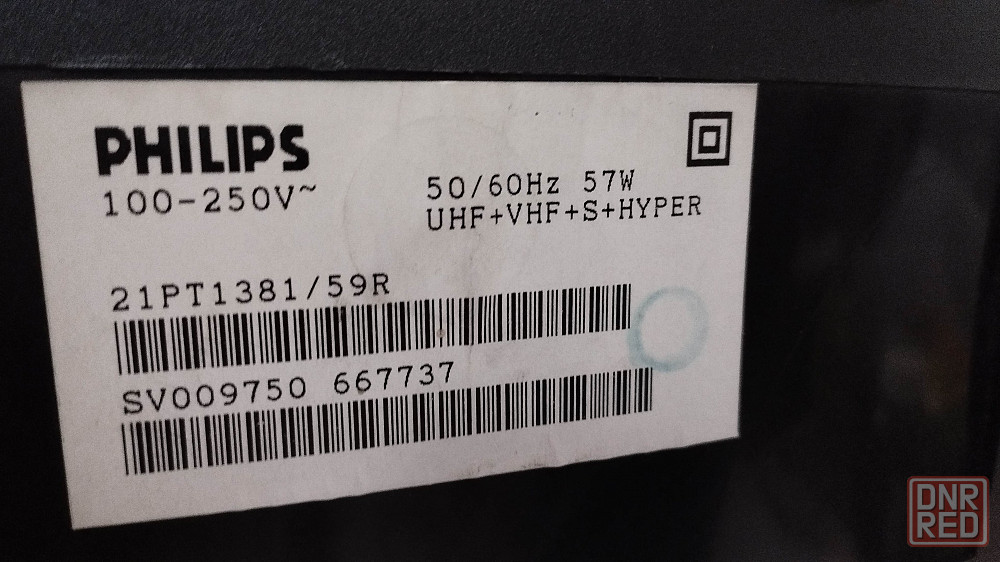 PHILIPS
100-250V~
50/60Hz 57W
UHF+VHF+S+HYPER
21PT1381/59R
SV009750 667737
DNR
RED